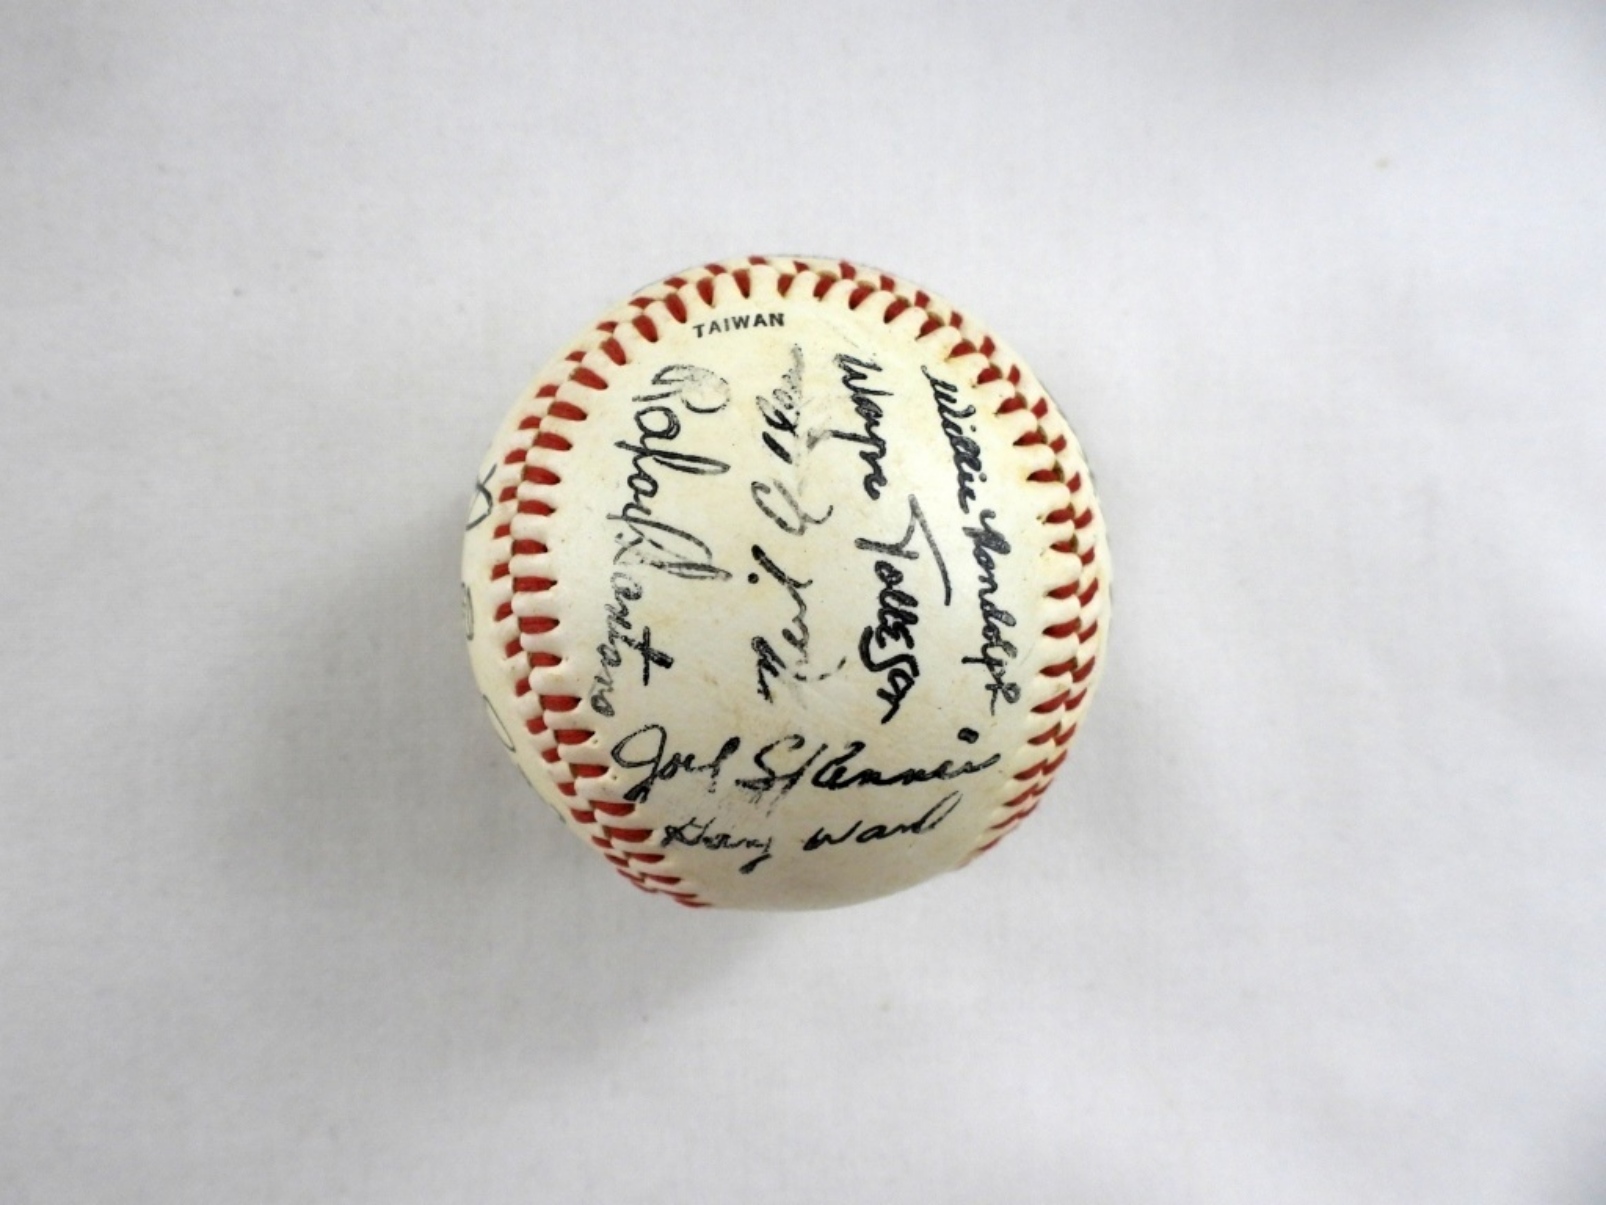 TAIWAN
Willie Randolph
Wayne Tolleson
Rafael Santana
Joel Skinner
Gary Ward